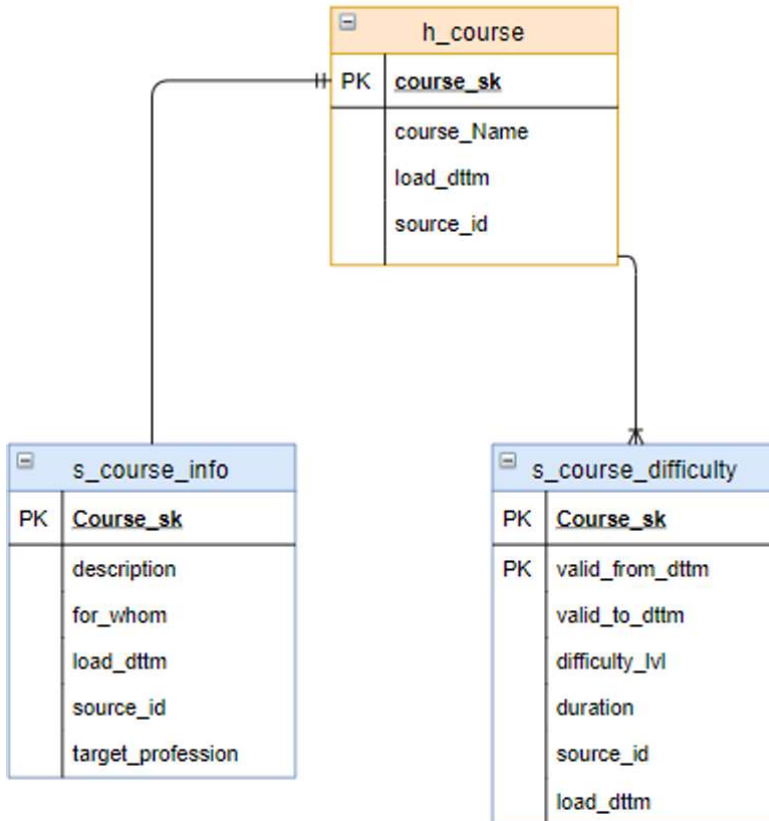 h_course
PK course_sk
course_Name
load_dttm
source_id
s_course_info
PK Course_sk
description
for_whom
load_dttm
source_id
target_profession
s_course_difficulty
PK Course_sk
PK valid_from_dttm
valid_to_dttm
difficulty_lvl
duration
source_id
load_dttm